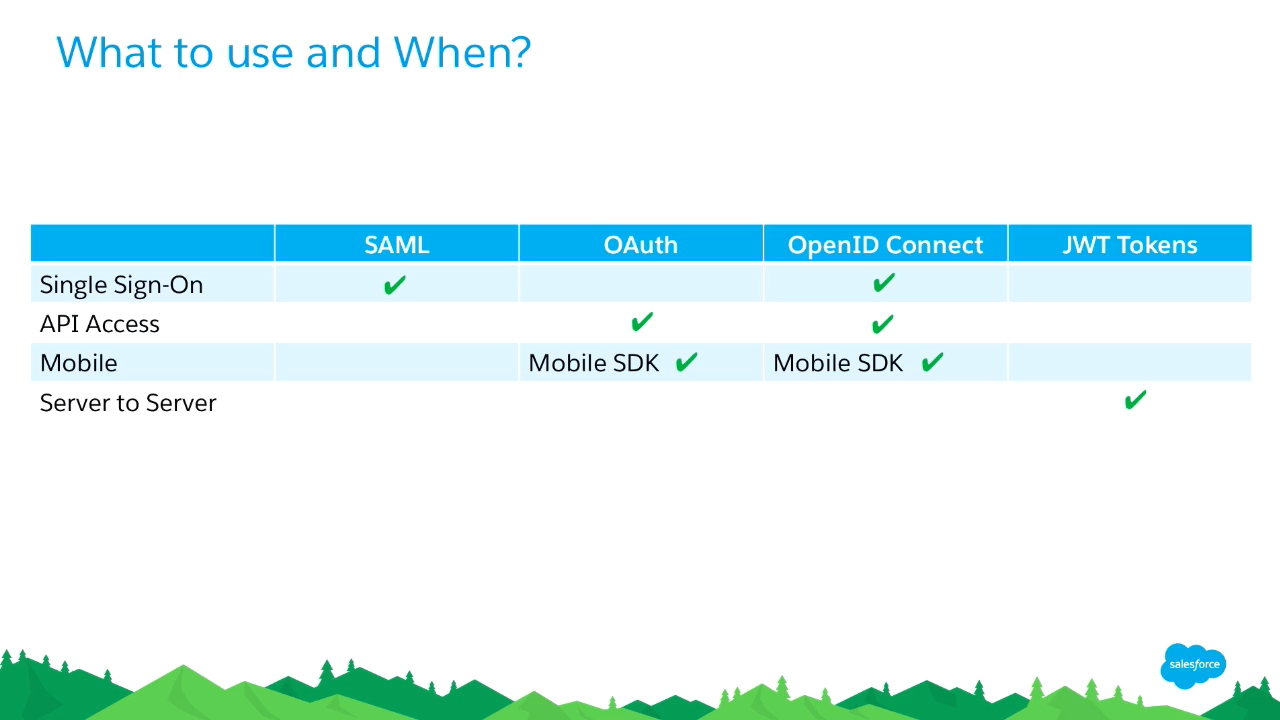 What to use and When?
SAML OAuth OpenID Connect JWT Tokens
Single Sign-On ✔ ✔
API Access ✔ ✔
Mobile Mobile SDK ✔ Mobile SDK ✔
Server to Server ✔
salesforce